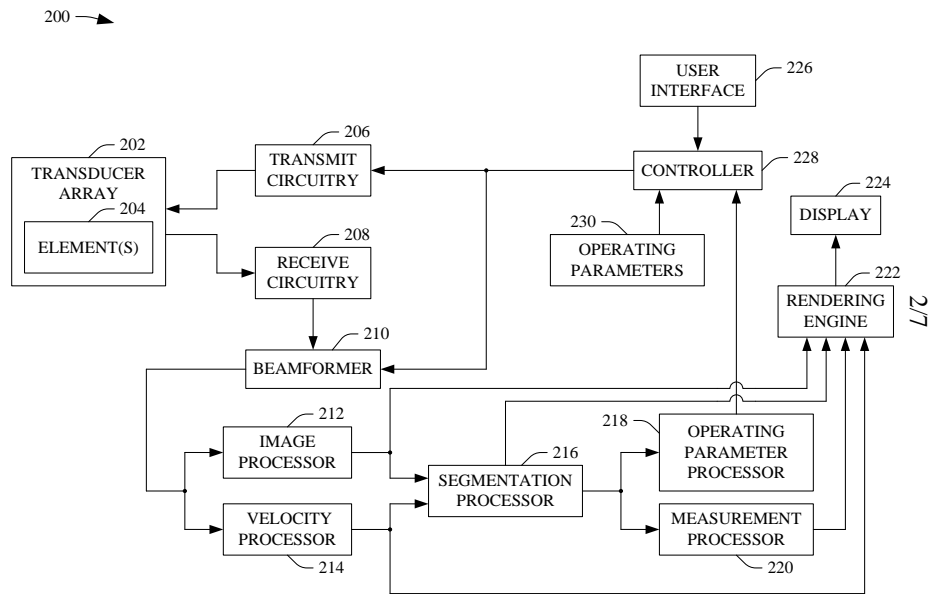 200
USER
INTERFACE
226
202
TRANSDUCER
ARRAY
204
ELEMENT(S)
206
TRANSMIT
CIRCUITRY
CONTROLLER
228
224
DISPLAY
208
RECEIVE
CIRCUITRY
230
OPERATING
PARAMETERS
222
RENDERING
ENGINE
2/7
210
BEAMFORMER
212
IMAGE
PROCESSOR
216
SEGMENTATION
PROCESSOR
218
OPERATING
PARAMETER
PROCESSOR
VELOCITY
PROCESSOR
214
MEASUREMENT
PROCESSOR
220